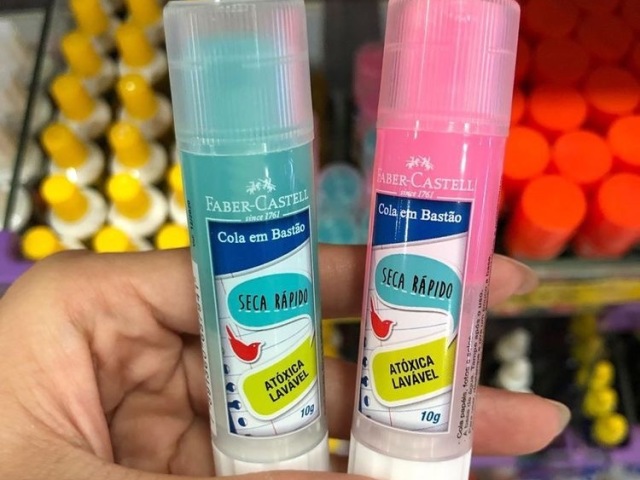 FABER-CASTELL
since 1761
Cola em Bastão
SECA RÁPIDO
ATÓXICA
LAVÁVEL
10g
FABER-CASTELL
since 1761
Cola em Bastão
SECA RÁPIDO
ATÓXICA
LAVÁVEL
10g